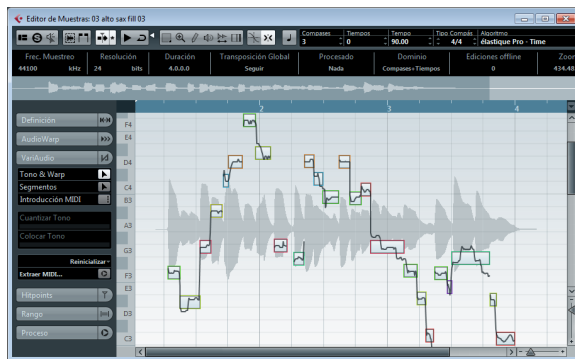 Editor de Muestras: 03 alto sax fill 03
Compases Tiempos Tempo Tipo Compás Algoritmo
3 0 90.00 4/4 élastique Pro - Time
Frec. Muestreo Resolución Duración Transposición Global Procesado Dominio Ediciones offline Zoom
44100 kHz 24 bits 4.0.0.0 Seguir Nada Compases+Tiempos 0 434.48
2 3 4
Definición
AudioWarp
VariAudio
Tono & Warp
Segmentos
Introducción MIDI
Cuantizar Tono
Colocar Tono
Reinicializar
Extraer MIDI...
Hitpoints
Rango
Proceso
F4
E4
D4
C4
B3
A3
G3
F3
E3
D3
C3